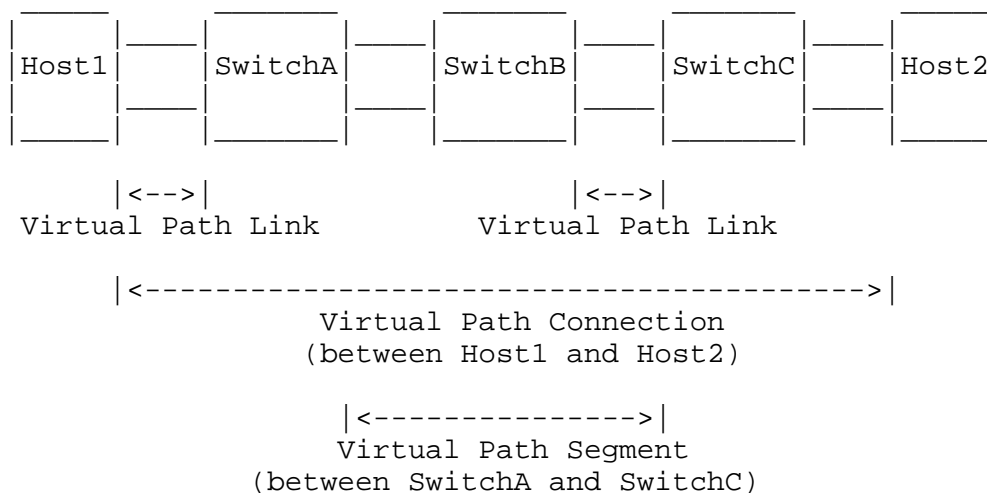 Host1 SwitchA SwitchB SwitchC Host2
|<-->| |<-->|
Virtual Path Link Virtual Path Link
|<----------------------------------------->|
Virtual Path Connection
(between Host1 and Host2)
|<--------------->|
Virtual Path Segment
(between SwitchA and SwitchC)